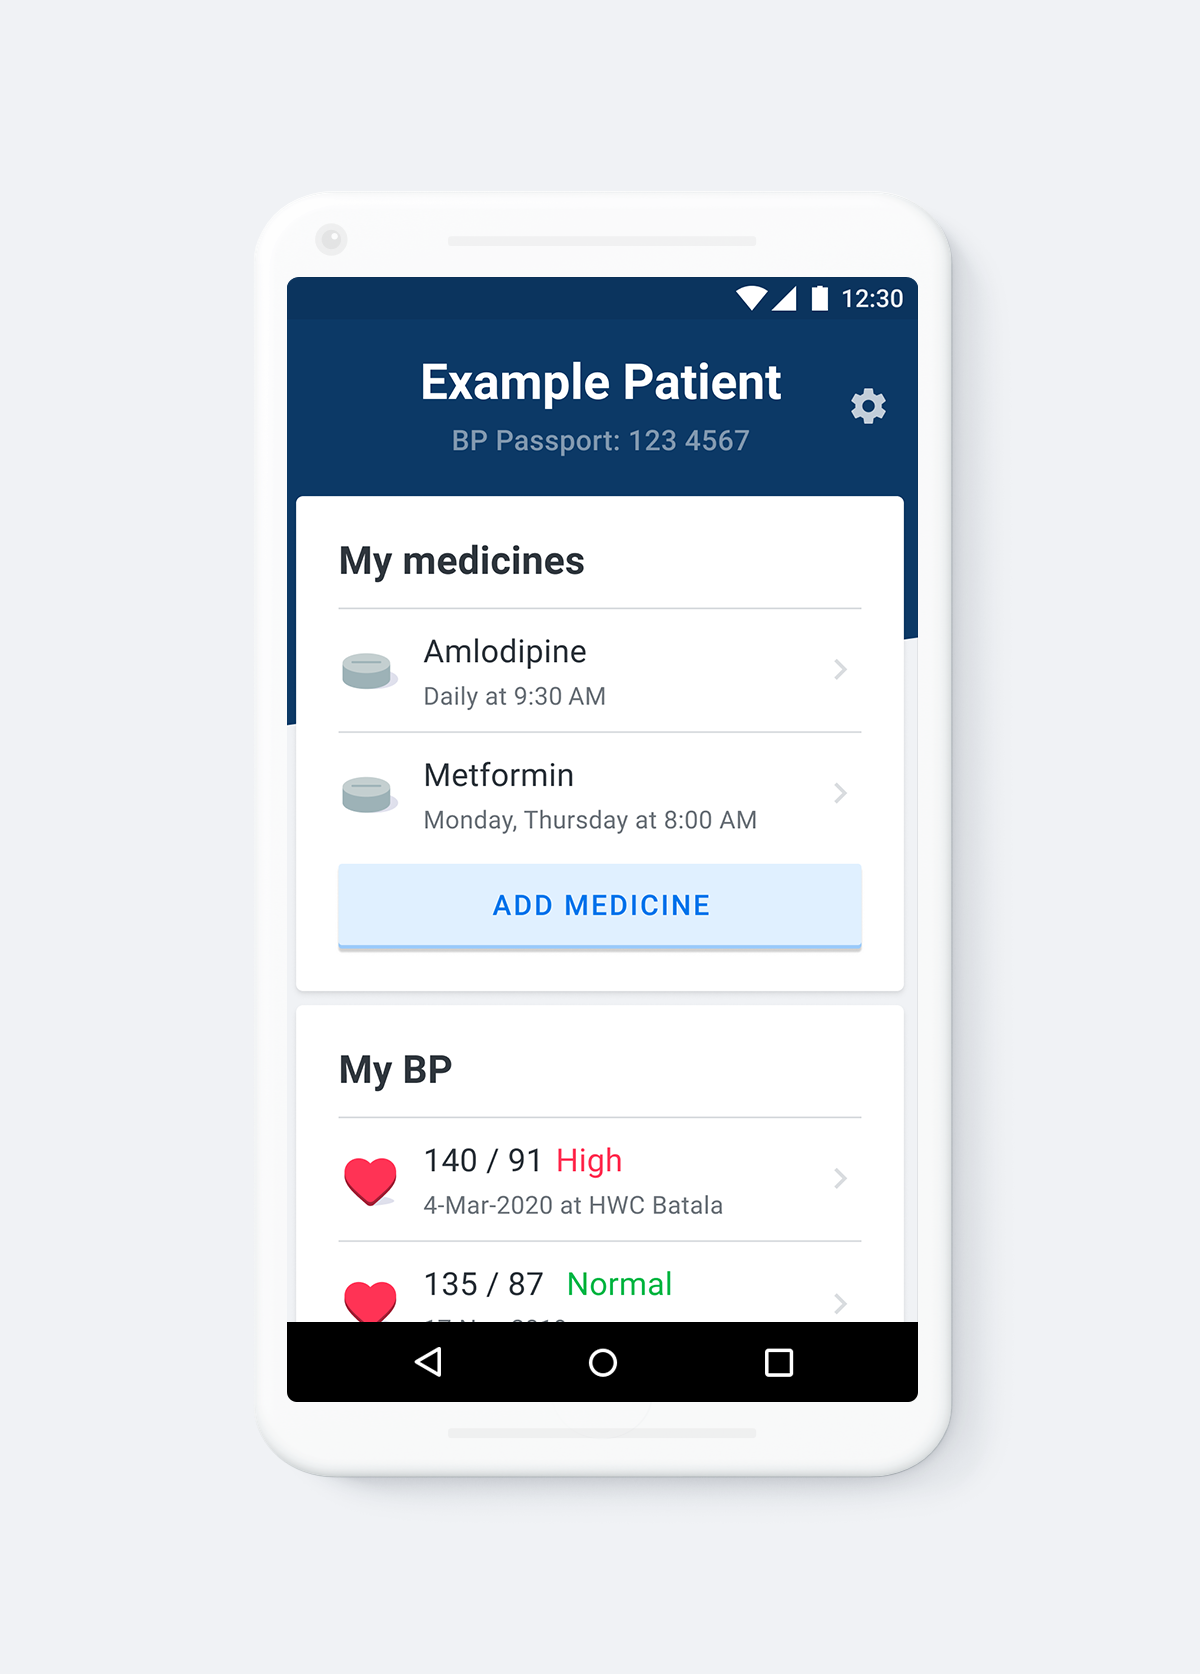 12:30
Example Patient
BP Passport: 123 4567
My medicines
Amlodipine
Daily at 9:30 AM
Metformin
Monday, Thursday at 8:00 AM
ADD MEDICINE
My BP
140 / 91 High
4-Mar-2020 at HWC Batala
135 / 87 Normal